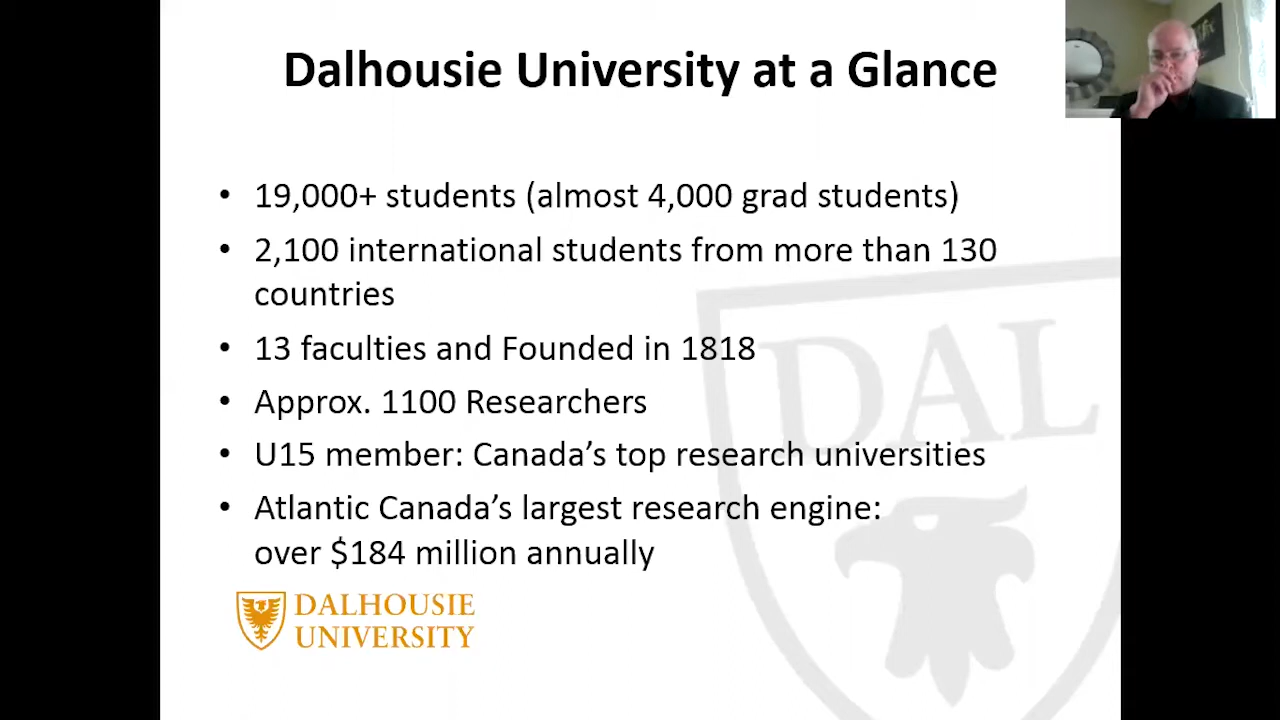 Dalhousie University at a Glance
• 19,000+ students (almost 4,000 grad students)
• 2,100 international students from more than 130
countries
• 13 faculties and Founded in 1818
• Approx. 1100 Researchers
• U15 member: Canada’s top research universities
• Atlantic Canada’s largest research engine:
over $184 million annually
DAL
DALHOUSIE
UNIVERSITY